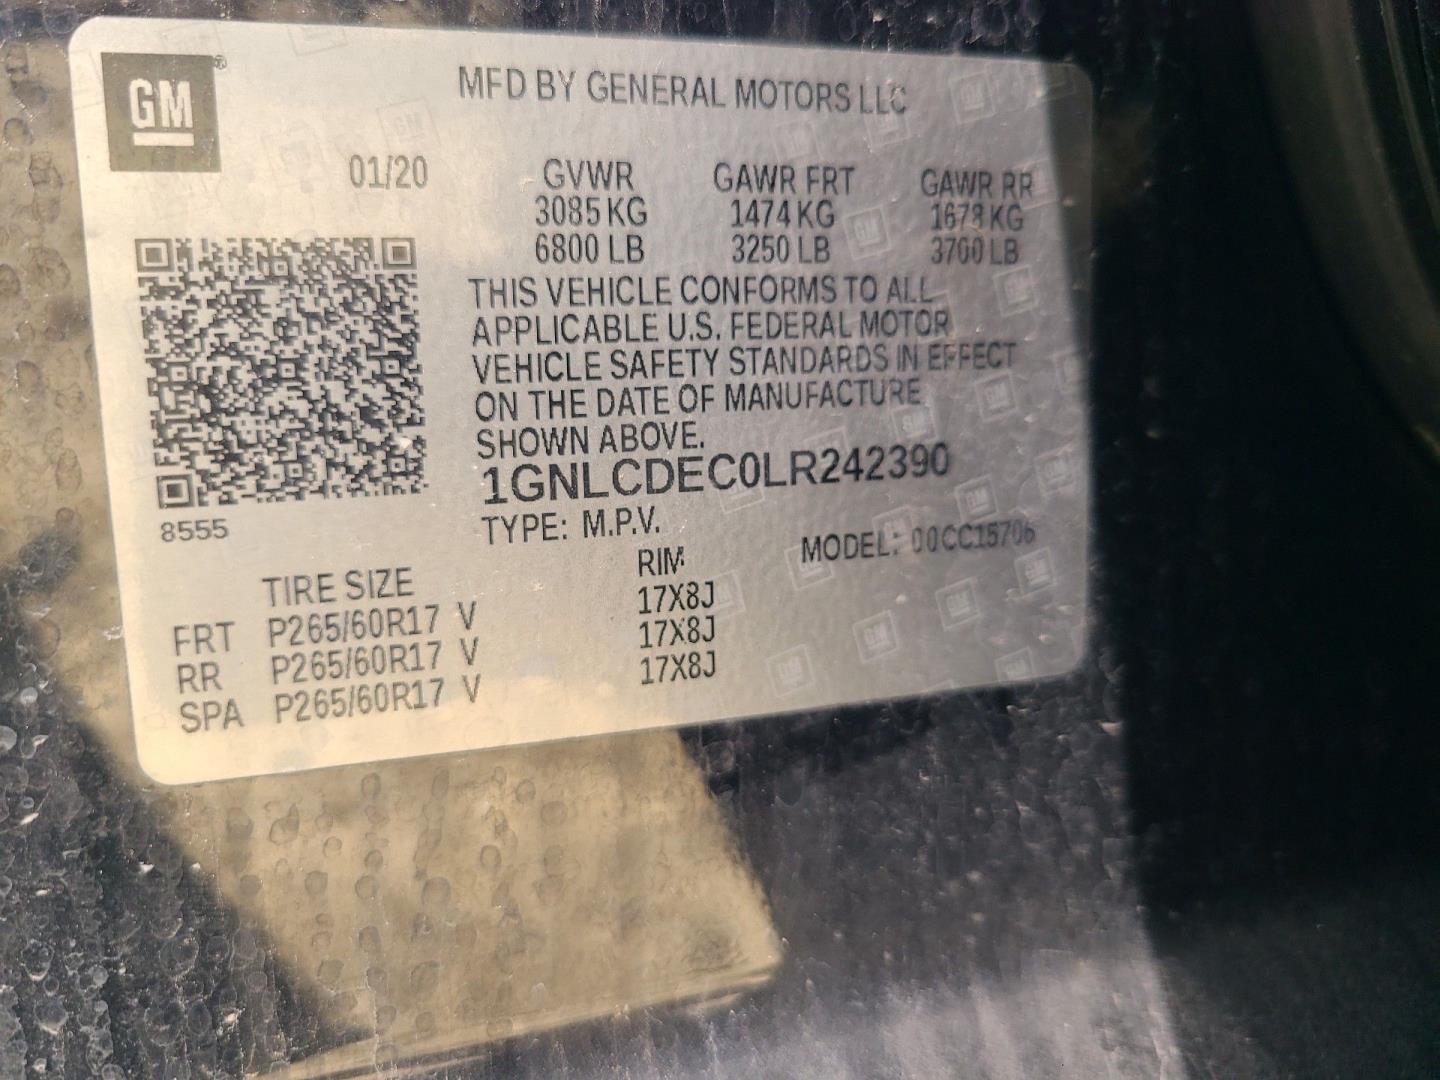 GM
MFD BY GENERAL MOTORS LLC
01/20
GVWR GAWR FRT GAWR RR
3085 KG 1474 KG 1678 KG
6800 LB 3250 LB 3700 LB
THIS VEHICLE CONFORMS TO ALL
APPLICABLE U.S. FEDERAL MOTOR
VEHICLE SAFETY STANDARDS IN EFFECT
ON THE DATE OF MANUFACTURE
SHOWN ABOVE.
1GNLCDEC0LR242390
8555
TYPE: M.P.V. MODEL: 00CC15706
TIRE SIZE RIM
FRT P265/60R17 V 17X8J
RR P265/60R17 V 17X8J
SPA P265/60R17 V 17X8J